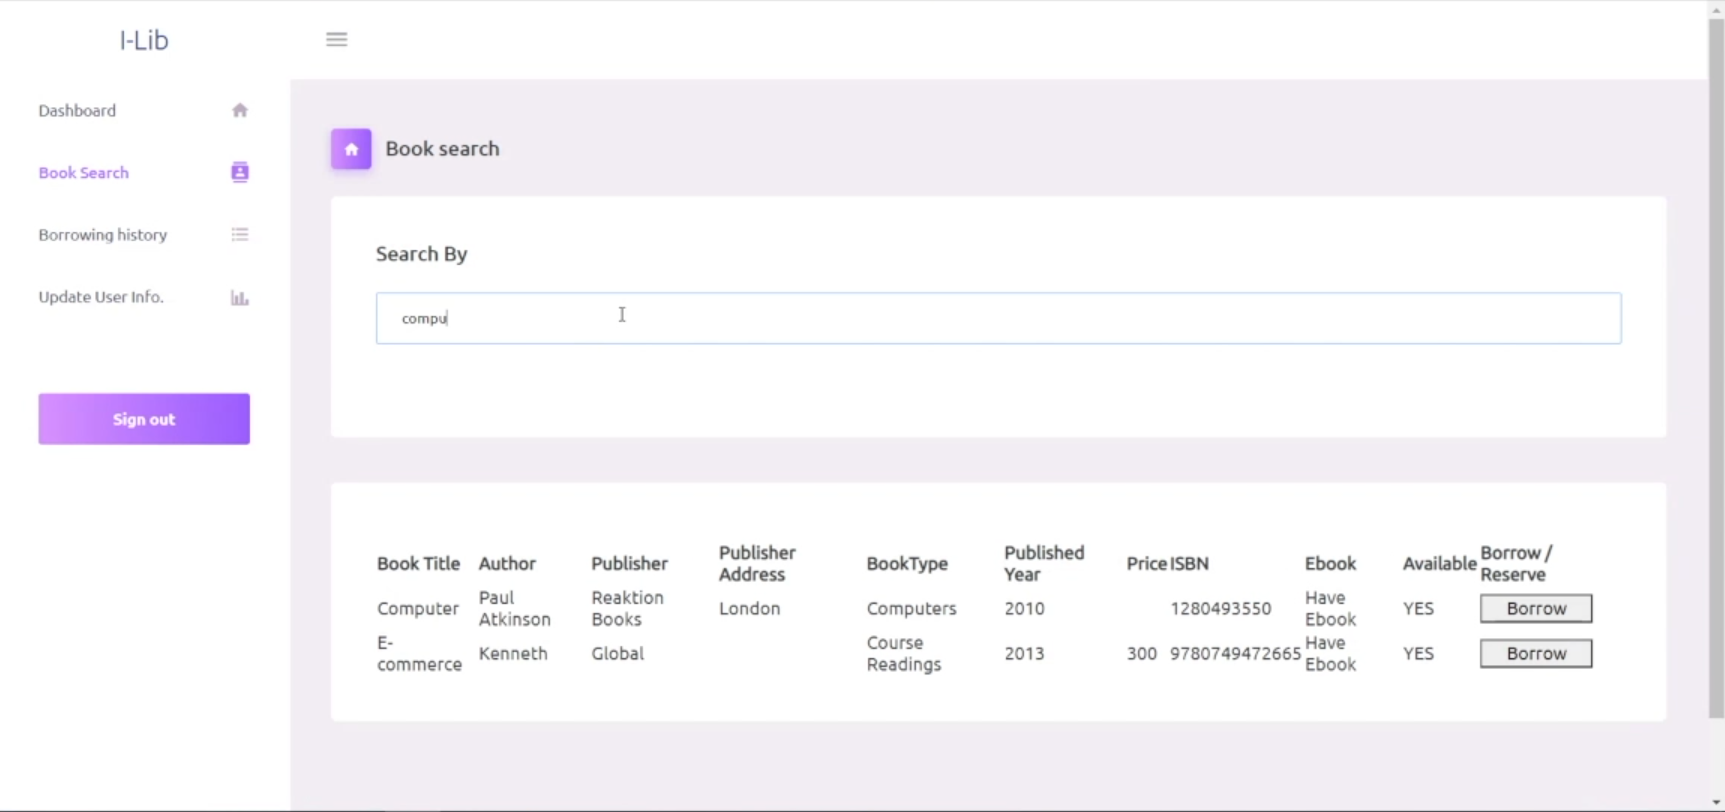 I-Lib
Dashboard
Book Search
Borrowing history
Update User Info.
Sign out
Book search
Search By
compu
Book Title Author Publisher Publisher Address BookType Published Year Price ISBN Ebook Available Borrow / Reserve
Computer Paul Atkinson Reaktion Books London Computers 2010 1280493550 Have Ebook YES Borrow
E-commerce Kenneth Global Course Readings 2013 300 9780749472665 Have Ebook YES Borrow